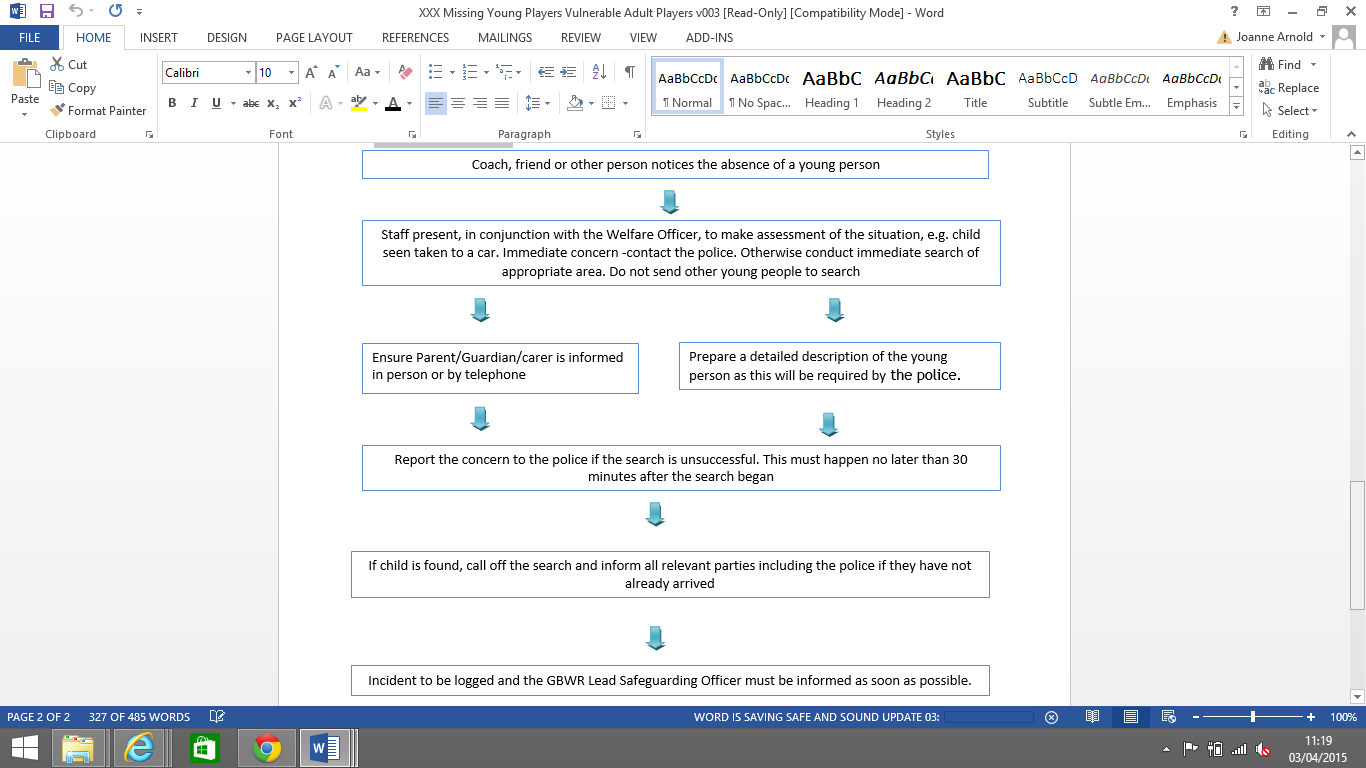 XXX Missing Young Players Vulnerable Adult Players v003 [Read-Only] [Compatibility Mode] - Word
FILE HOME INSERT DESIGN PAGE LAYOUT REFERENCES MAILINGS REVIEW VIEW ADD-INS Joanne Arnold
Paste
Cut
Copy
Format Painter
Clipboard
Calibri 10
Aa
B I U abc x2 x2 A ab A
Font
Paragraph
AaBbCcDc AaBbCcDc AaBbC AaBbCc AaBbC AaBbCcD AaBbCcDc AaBbCcDc
¶ Normal ¶ No Spac... Heading 1 Heading 2 Title Subtitle Subtle Em... Emphasis
Styles
Find
Replace
Select
Editing
Coach, friend or other person notices the absence of a young person
Staff present, in conjunction with the Welfare Officer, to make assessment of the situation, e.g. child
seen taken to a car. Immediate concern -contact the police. Otherwise conduct immediate search of
appropriate area. Do not send other young people to search
Ensure Parent/Guardian/carer is informed
in person or by telephone
Prepare a detailed description of the young
person as this will be required by the police.
Report the concern to the police if the search is unsuccessful. This must happen no later than 30
minutes after the search began
If child is found, call off the search and inform all relevant parties including the police if they have not
already arrived
Incident to be logged and the GBWR Lead Safeguarding Officer must be informed as soon as possible.
PAGE 2 OF 2 327 OF 485 WORDS WORD IS SAVING SAFE AND SOUND UPDATE 03: 100%
11:19
03/04/2015